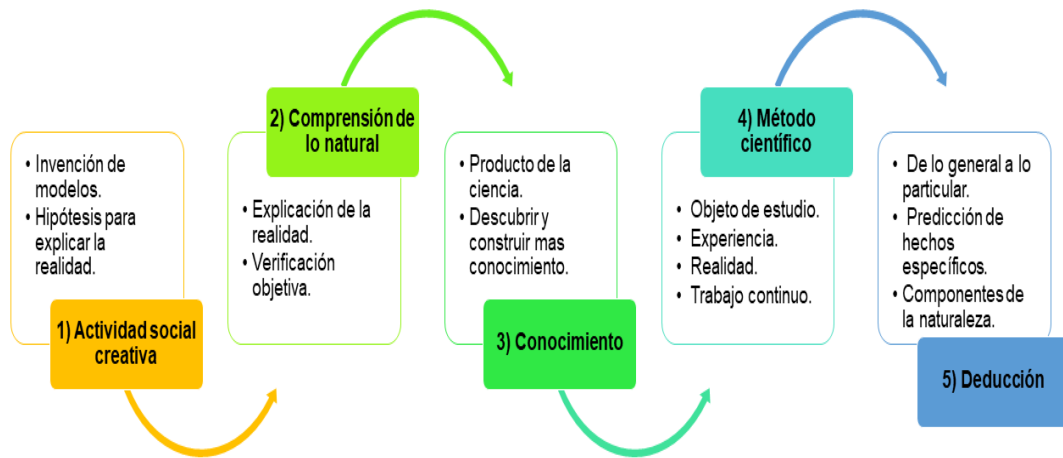 • Invención de
modelos.
• Hipótesis para
explicar la
realidad.
1) Actividad social
creativa
2) Comprensión de
lo natural
• Explicación de la
realidad.
• Verificación
objetiva.
• Producto de la
ciencia.
• Descubrir y
construir mas
conocimiento.
3) Conocimiento
4) Método
científico
• Objeto de estudio.
• Experiencia.
• Realidad.
• Trabajo continuo.
• De lo general a lo
particular.
• Predicción de
hechos
específicos.
• Componentes de
la naturaleza.
5) Deducción